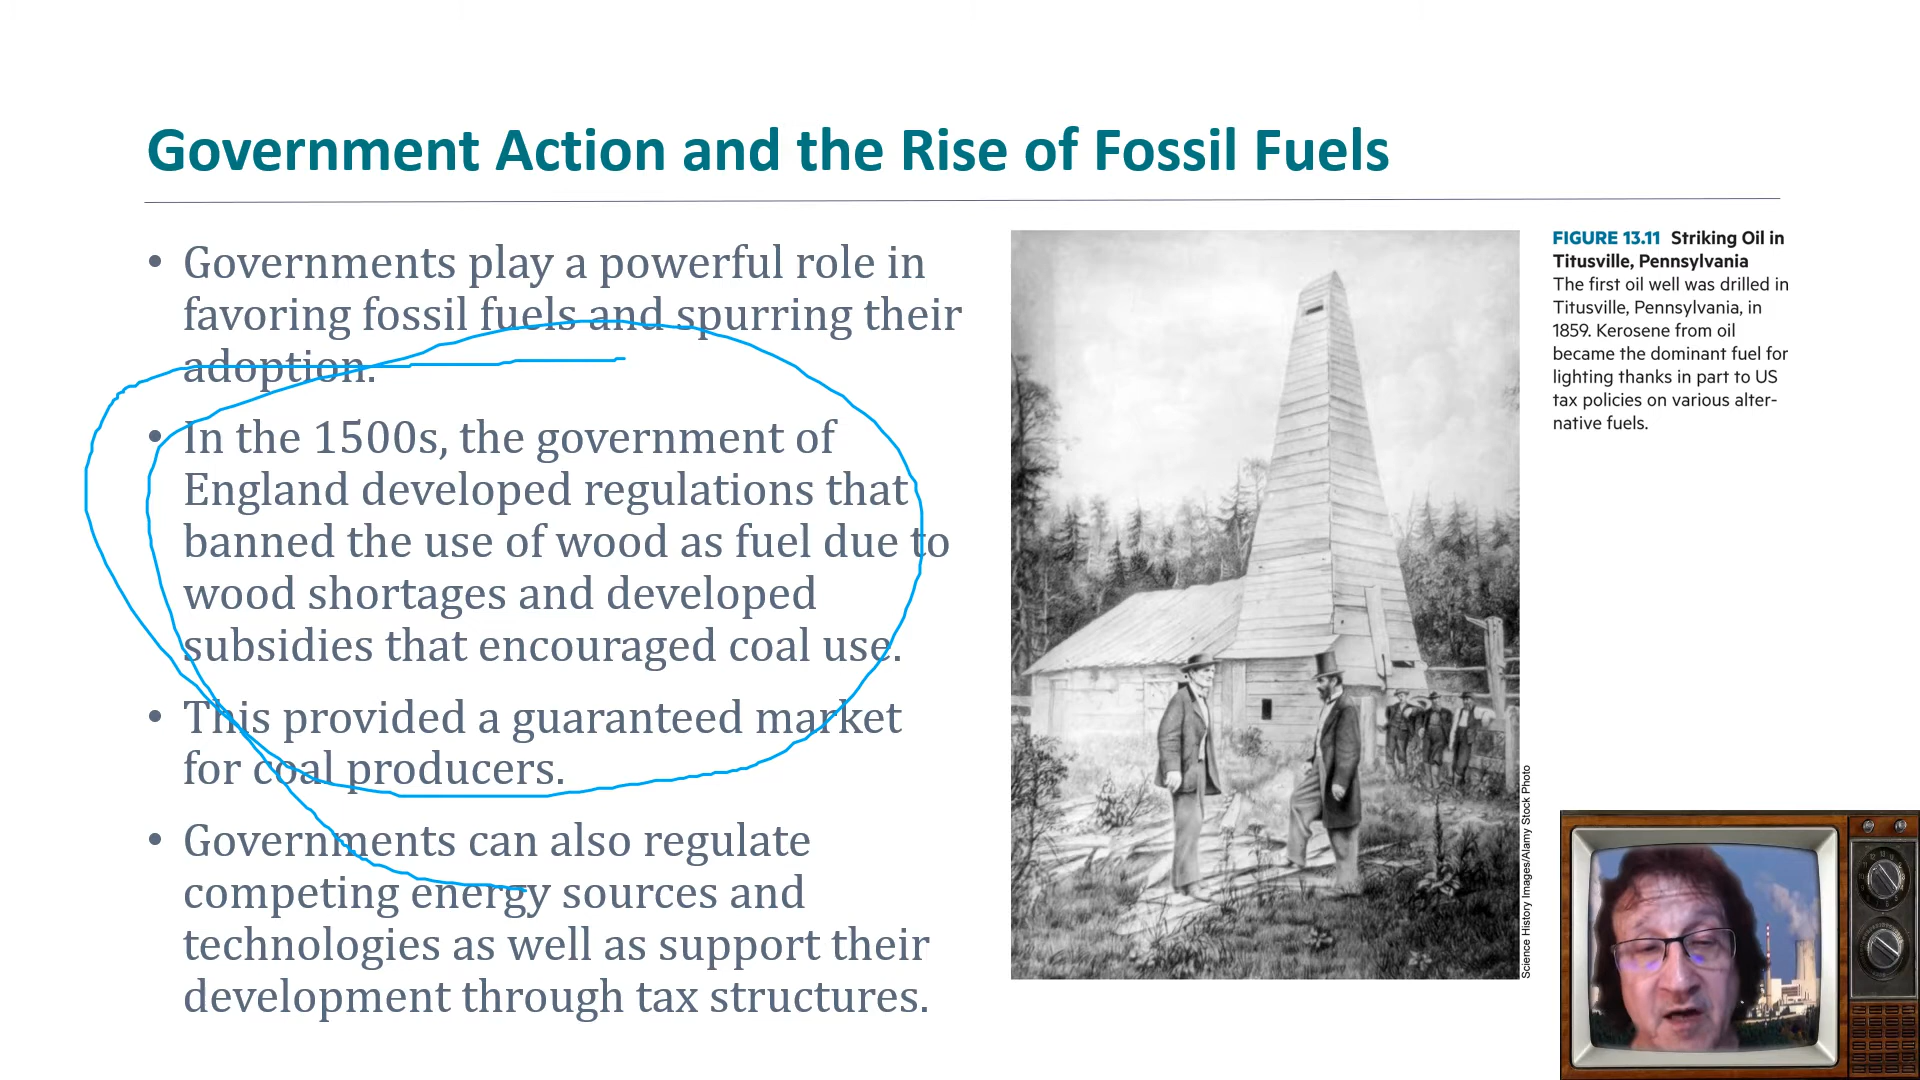 Government Action and the Rise of Fossil Fuels
• Governments play a powerful role in
favoring fossil fuels and spurring their
adoption.
• In the 1500s, the government of
England developed regulations that
banned the use of wood as fuel due to
wood shortages and developed
subsidies that encouraged coal use.
• This provided a guaranteed market
for coal producers.
• Governments can also regulate
competing energy sources and
technologies as well as support their
development through tax structures.
FIGURE 13.11 Striking Oil in
Titusville, Pennsylvania
The first oil well was drilled in
Titusville, Pennsylvania, in
1859. Kerosene from oil
became the dominant fuel for
lighting thanks in part to US
tax policies on various alter-
native fuels.
Science History Images/Alamy Stock Photo